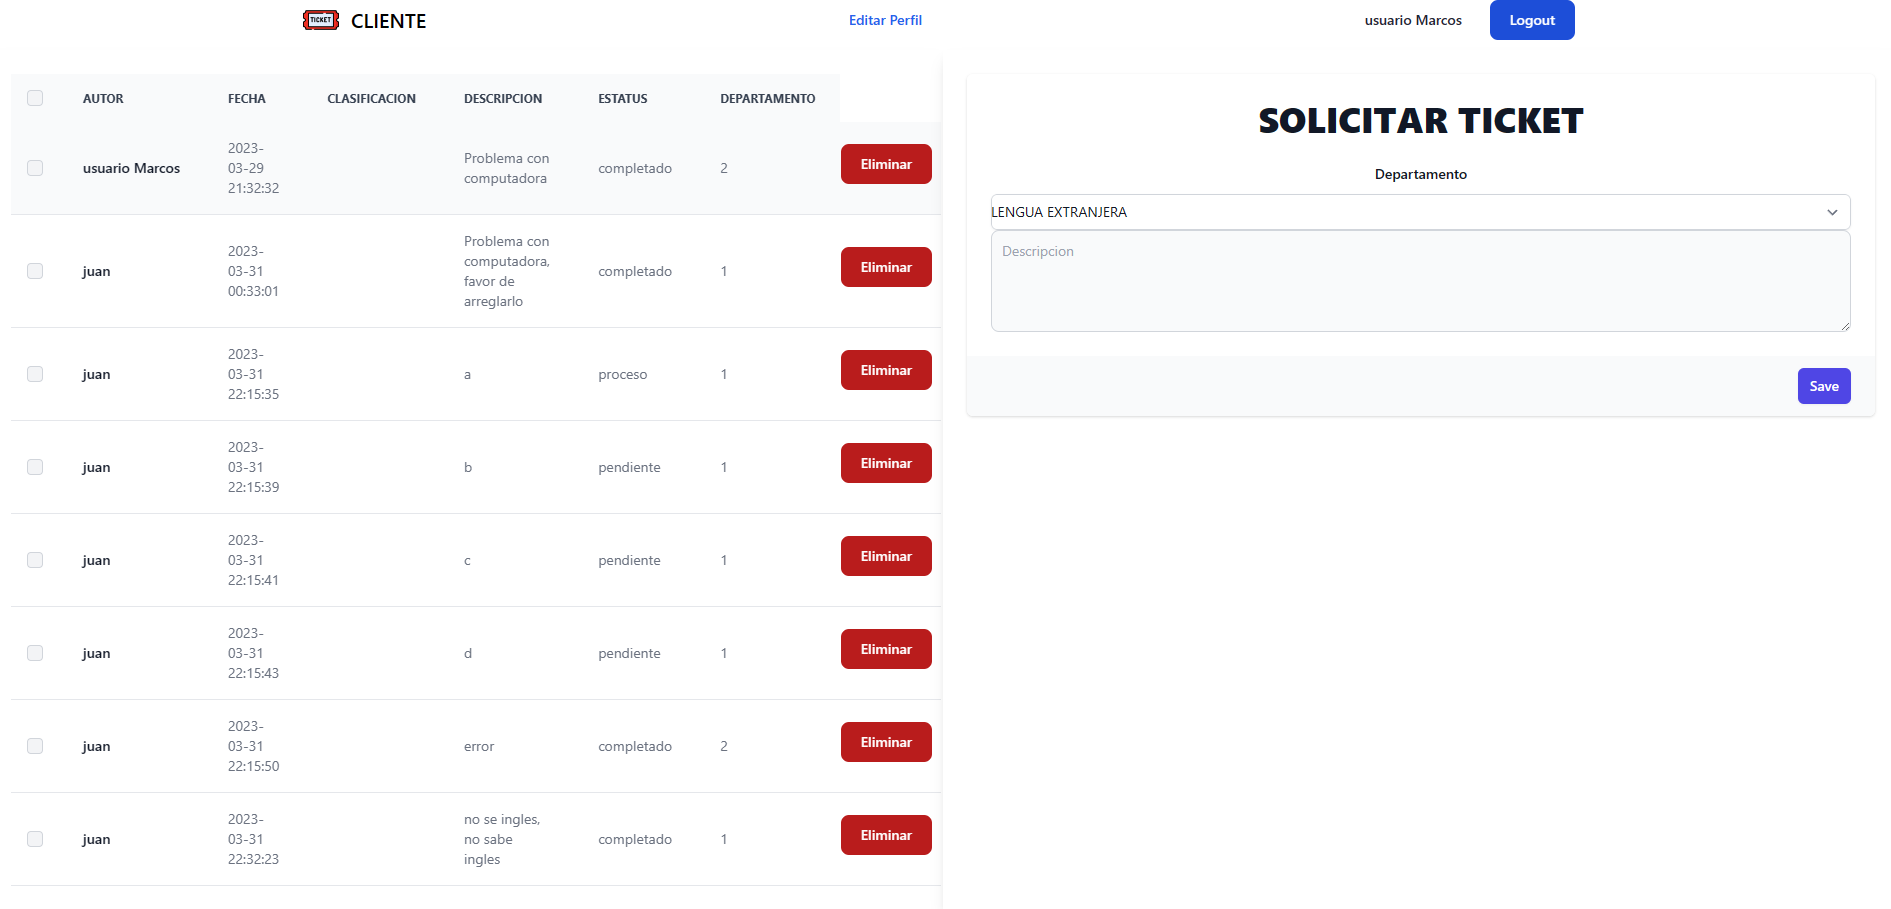 TICKET CLIENTE
Editar Perfil
usuario Marcos
Logout
AUTOR FECHA CLASIFICACION DESCRIPCION ESTATUS DEPARTAMENTO
usuario Marcos
2023-
03-29
21:32:32
Problema con
computadora
completado
2
Eliminar
juan
2023-
03-31
00:33:01
Problema con
computadora,
favor de
arreglarlo
completado
1
Eliminar
juan
2023-
03-31
22:15:35
a
proceso
1
Eliminar
juan
2023-
03-31
22:15:39
b
pendiente
1
Eliminar
juan
2023-
03-31
22:15:41
c
pendiente
1
Eliminar
juan
2023-
03-31
22:15:43
d
pendiente
1
Eliminar
juan
2023-
03-31
22:15:50
error
completado
2
Eliminar
juan
2023-
03-31
22:32:23
no se ingles,
no sabe
ingles
completado
1
Eliminar
SOLICITAR TICKET
Departamento
LENGUA EXTRANJERA
Descripcion
Save